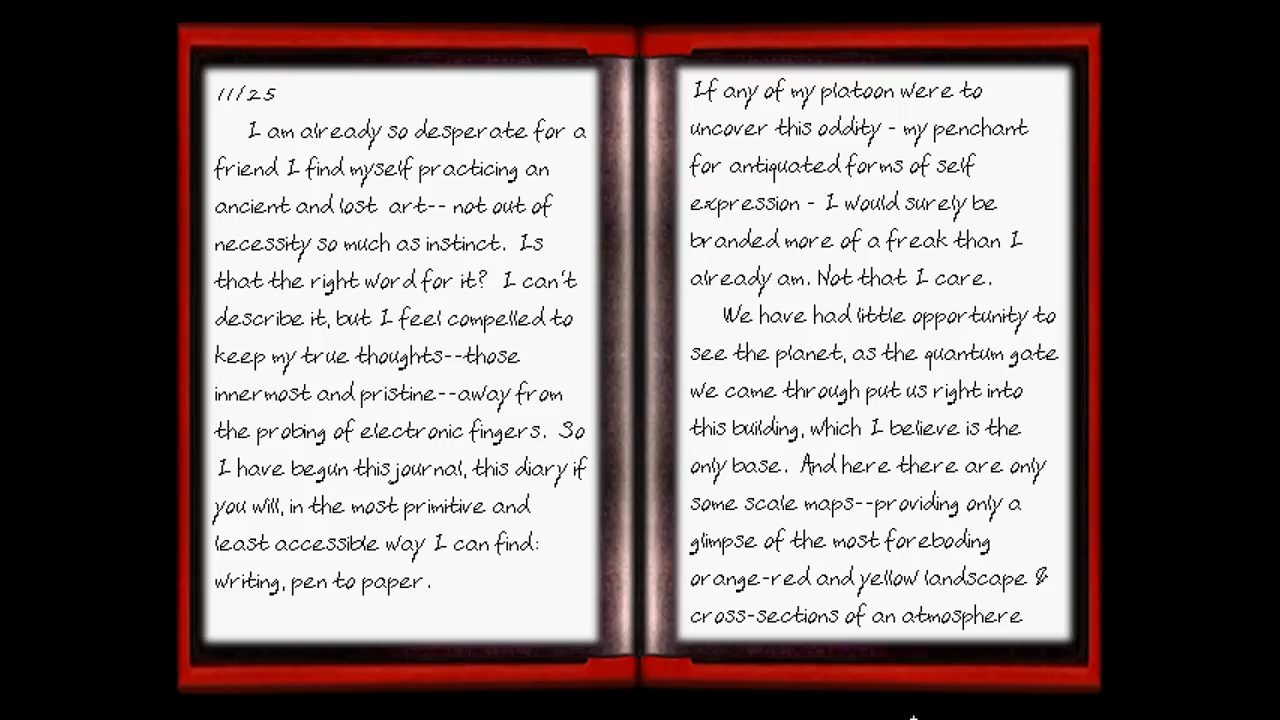 11/25
I am already so desperate for a
friend I find myself practicing an
ancient and lost art-- not out of
necessity so much as instinct. Is
that the right word for it? I can't
describe it, but I feel compelled to
keep my true thoughts--those
innermost and pristine--away from
the probing of electronic fingers. So
I have begun this journal, this diary if
you will, in the most primitive and
least accessible way I can find:
writing, pen to paper.
If any of my platoon were to
uncover this oddity - my penchant
for antiquated forms of self
expression - I would surely be
branded more of a freak than I
already am. Not that I care.
We have had little opportunity to
see the planet, as the quantum gate
we came through put us right into
this building, which I believe is the
only base. And here there are only
some scale maps--providing only a
glimpse of the most foreboding
orange-red and yellow landscape &
cross-sections of an atmosphere